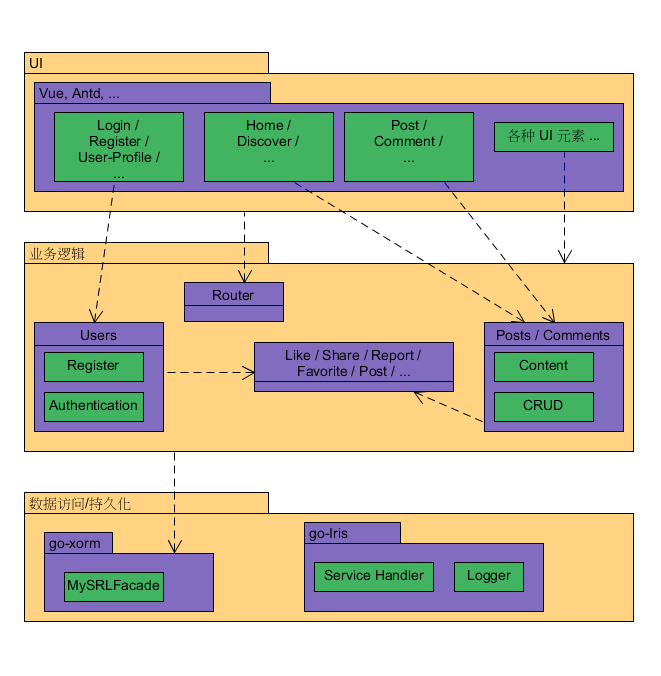 UI
Vue, Antd, ...
Login /
Register /
User-Profile /
...
Home /
Discover /
...
Post /
Comment /
...
各种 UI 元素 ...
业务逻辑
Router
Users
Register
Authentication
Like / Share / Report /
Favorite / Post / ...
Posts / Comments
Content
CRUD
数据访问/持久化
go-xorm
MySRLFacade
go-Iris
Service Handler
Logger